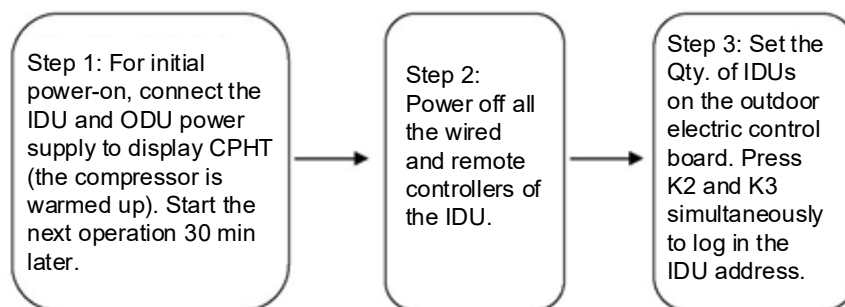 Step 1: For initial
power-on, connect the
IDU and ODU power
supply to display CPHT
(the compressor is
warmed up). Start the
next operation 30 min
later.
Step 2:
Power off all
the wired
and remote
controllers of
the IDU.
Step 3: Set the
Qty. of IDUs
on the outdoor
electric control
board. Press
K2 and K3
simultaneously
to log in the
IDU address.